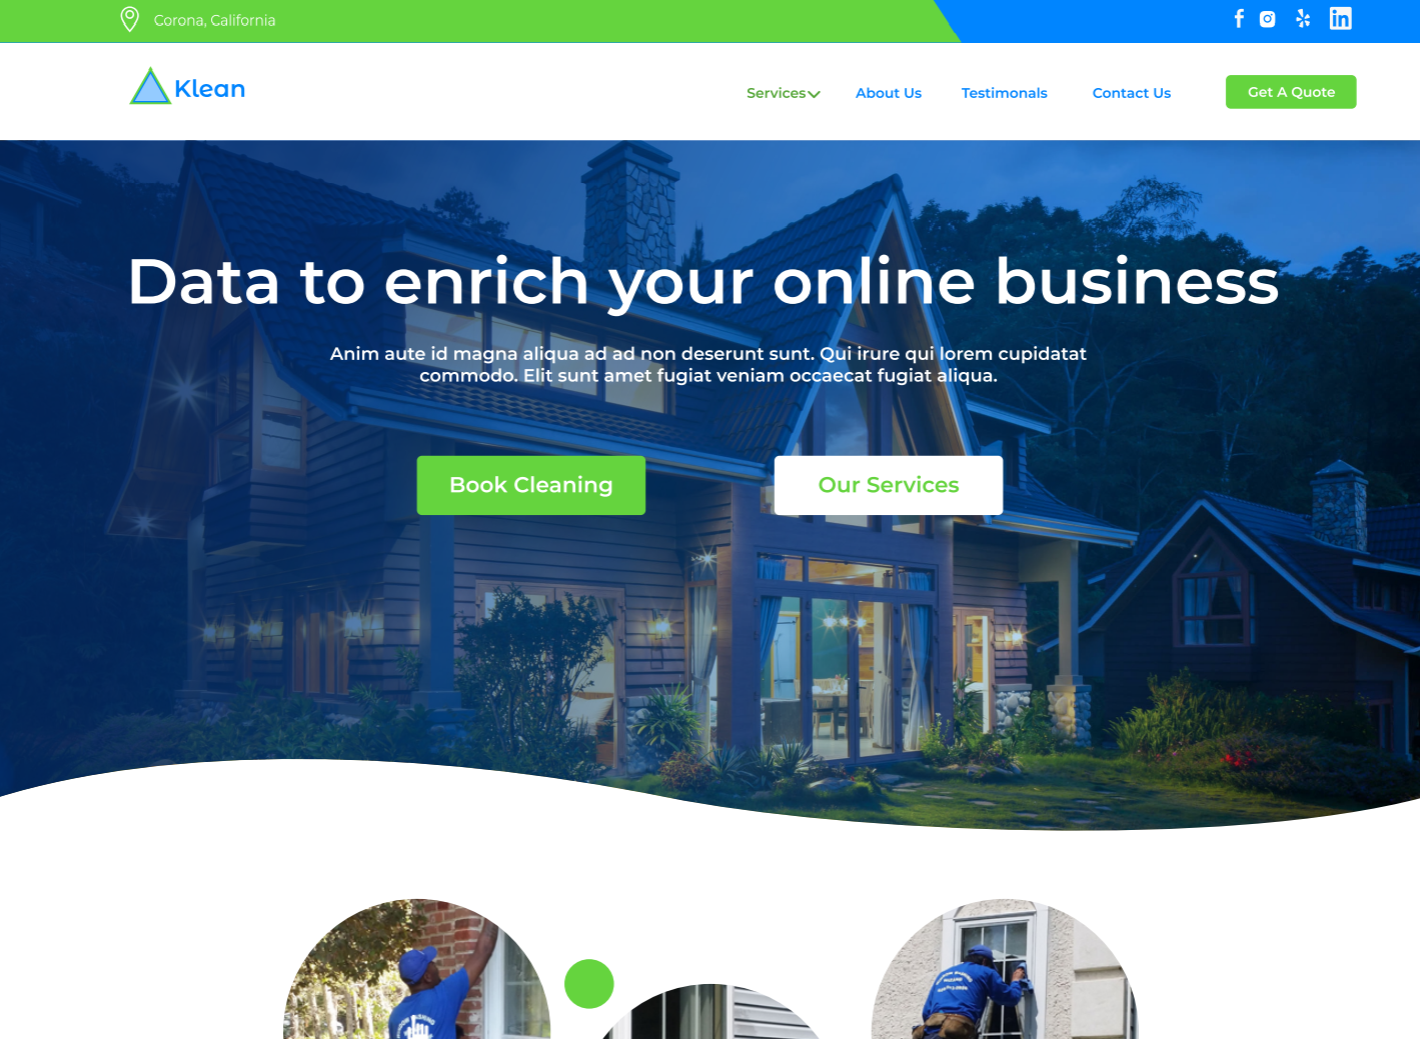 Corona, California
Klean
Services
About Us
Testimonals
Contact Us
Get A Quote
Data to enrich your online business
Anim aute id magna aliqua ad ad non deserunt sunt. Qui irure qui lorem cupidatat
commodo. Elit sunt amet fugiat veniam occaecat fugiat aliqua.
Book Cleaning
Our Services